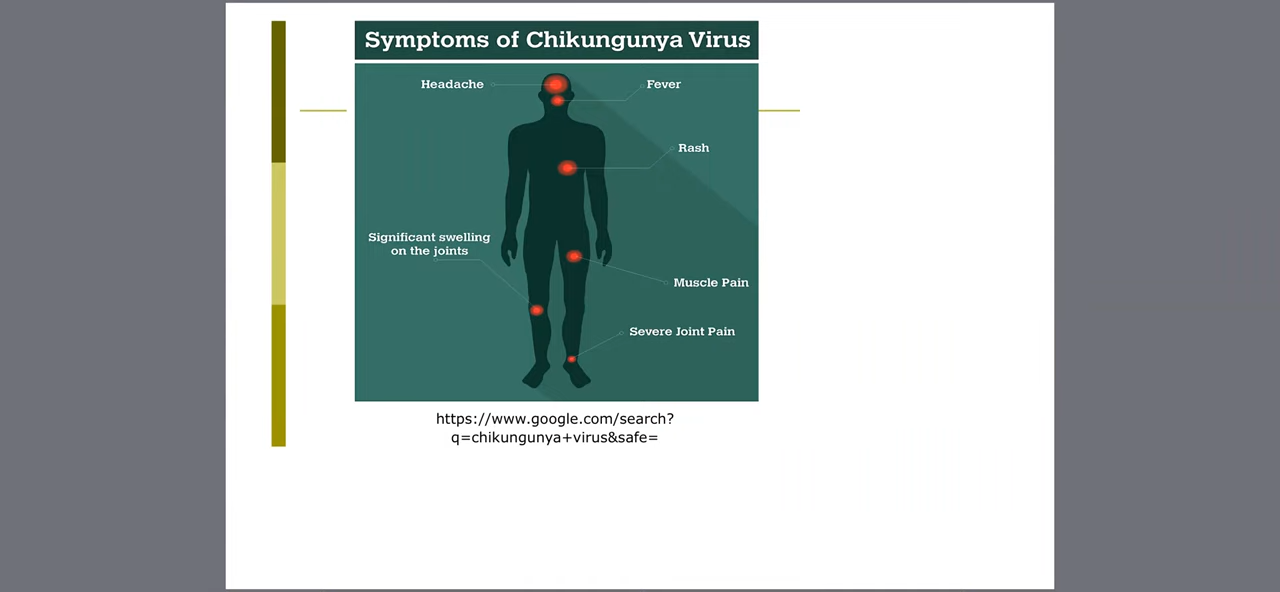 Symptoms of Chikungunya Virus
Headache
Fever
Rash
Significant swelling
on the joints
Muscle Pain
Severe Joint Pain
https://www.google.com/search?
q=chikungunya+virus&safe=